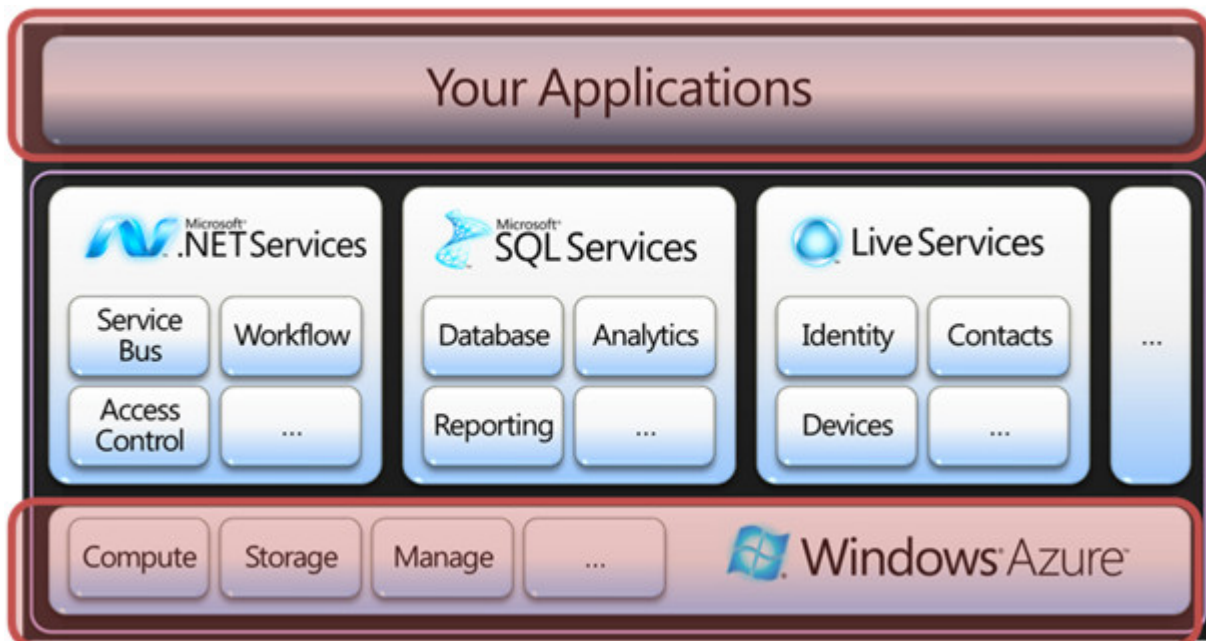 Your Applications
Microsoft®
.NET Services
Microsoft®
SQL Services
Live Services
Service
Bus
Workflow
Access
Control
...
Database
Analytics
Reporting
...
Identity
Contacts
Devices
...
...
Compute
Storage
Manage
...
Windows® Azure™